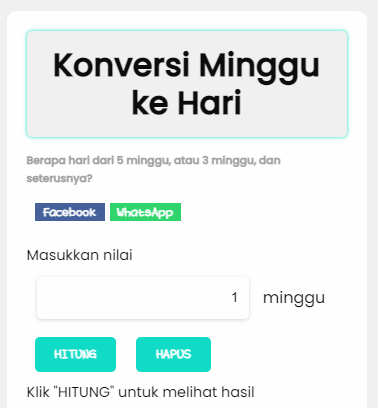 Konversi Minggu
ke Hari
Berapa hari dari 5 minggu, atau 3 minggu, dan
seterusnya?
Facebook WhatsApp
Masukkan nilai
1 minggu
HITUNG HAPUS
Klik "HITUNG" untuk melihat hasil